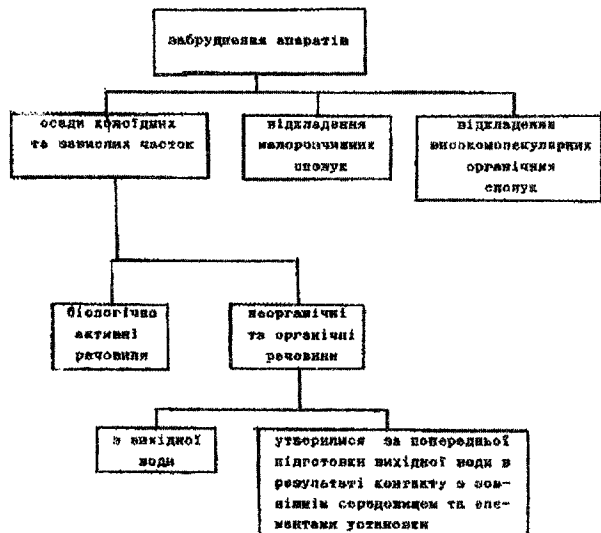 забруднення апаратів
осади колоїдних
та завислих часток
відкладення
малорозчинних
сполук
відкладення
високомолекулярних
органічних
сполук
біологічно
активні
речовини
неорганічні
та органічні
речовини
з вихідної
води
утворилися за попередньої
підготовки вихідної води в
результаті контакту з зов-
нішнім середовищем та еле-
ментами установки